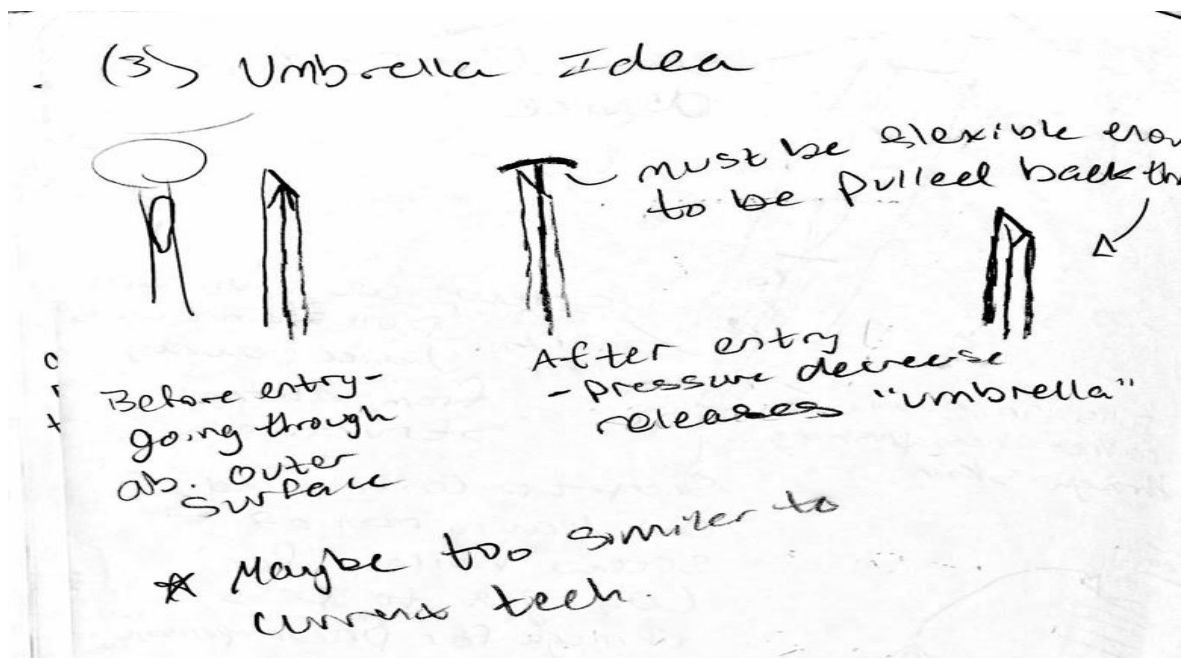 (3) Umbrella Idea
must be flexible enou
to be pulled back th
Before entry-
going through
ab. outer
surface
After entry
- pressure decrease
releases "umbrella"
* Maybe too similer to
current tech.